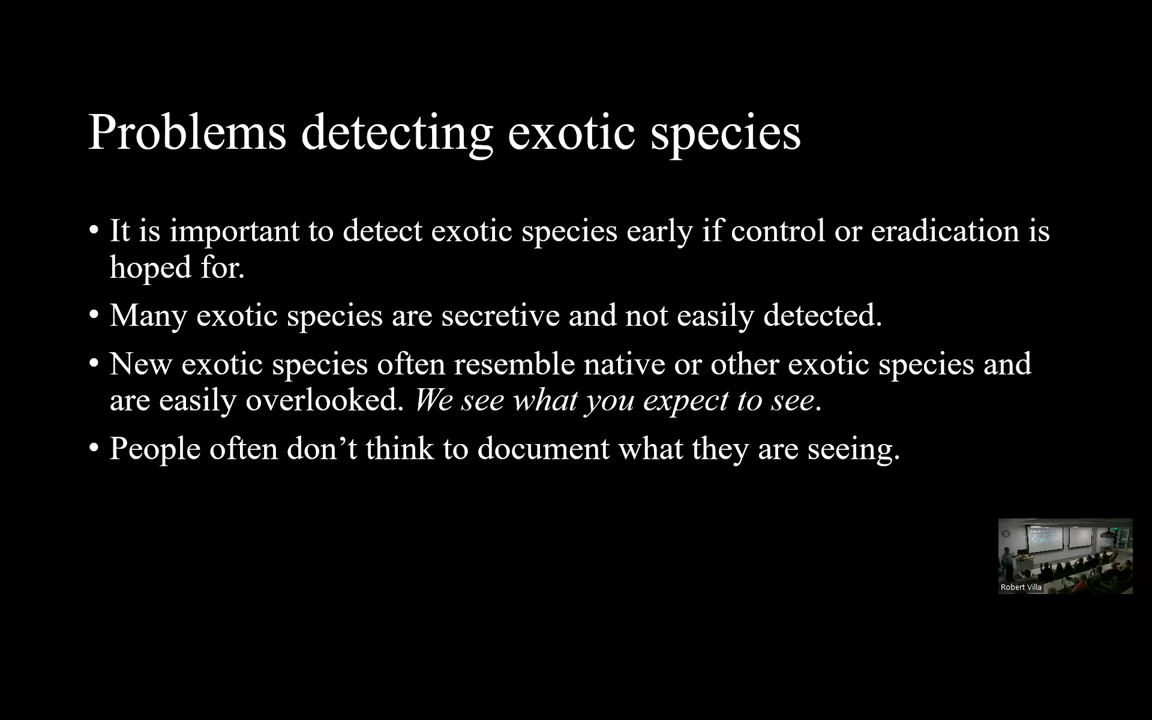 Problems detecting exotic species
• It is important to detect exotic species early if control or eradication is
hoped for.
• Many exotic species are secretive and not easily detected.
• New exotic species often resemble native or other exotic species and
are easily overlooked. We see what you expect to see.
• People often don’t think to document what they are seeing.
Robert Villa